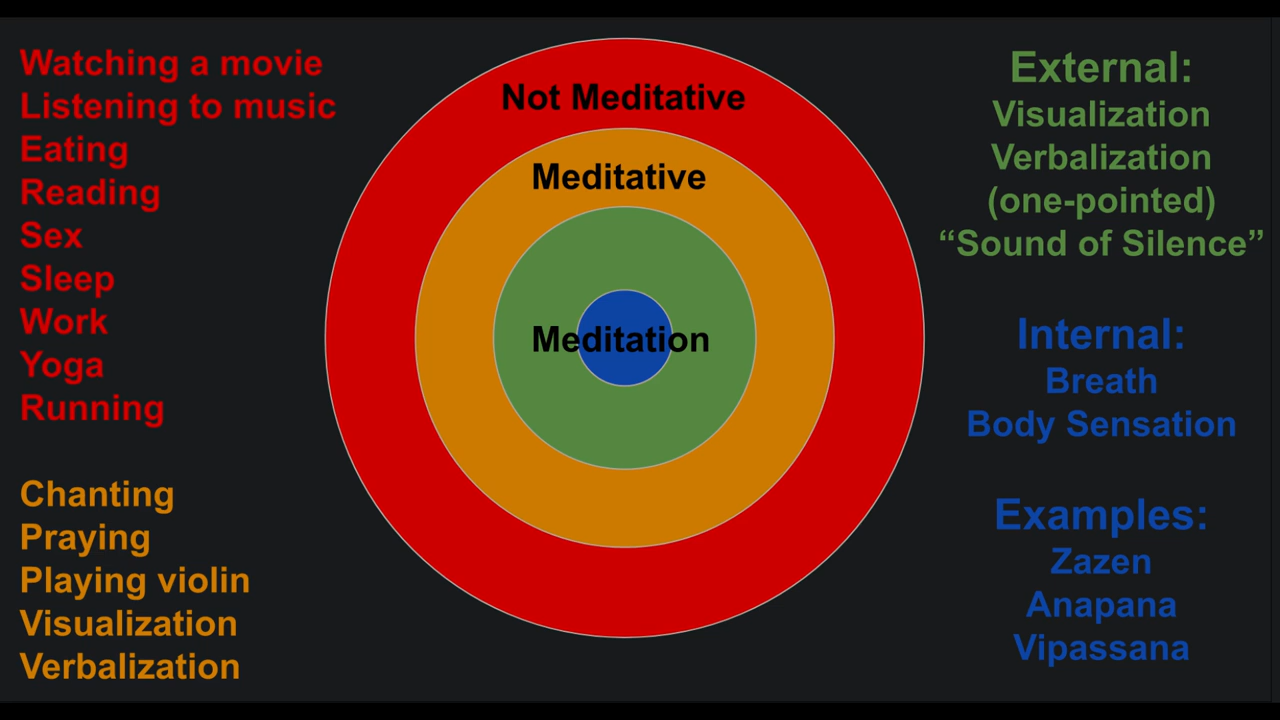 Watching a movie
Listening to music
Eating
Reading
Sex
Sleep
Work
Yoga
Running
Chanting
Praying
Playing violin
Visualization
Verbalization
Not Meditative
Meditative
Meditation
External:
Visualization
Verbalization
(one-pointed)
“Sound of Silence”
Internal:
Breath
Body Sensation
Examples:
Zazen
Anapana
Vipassana